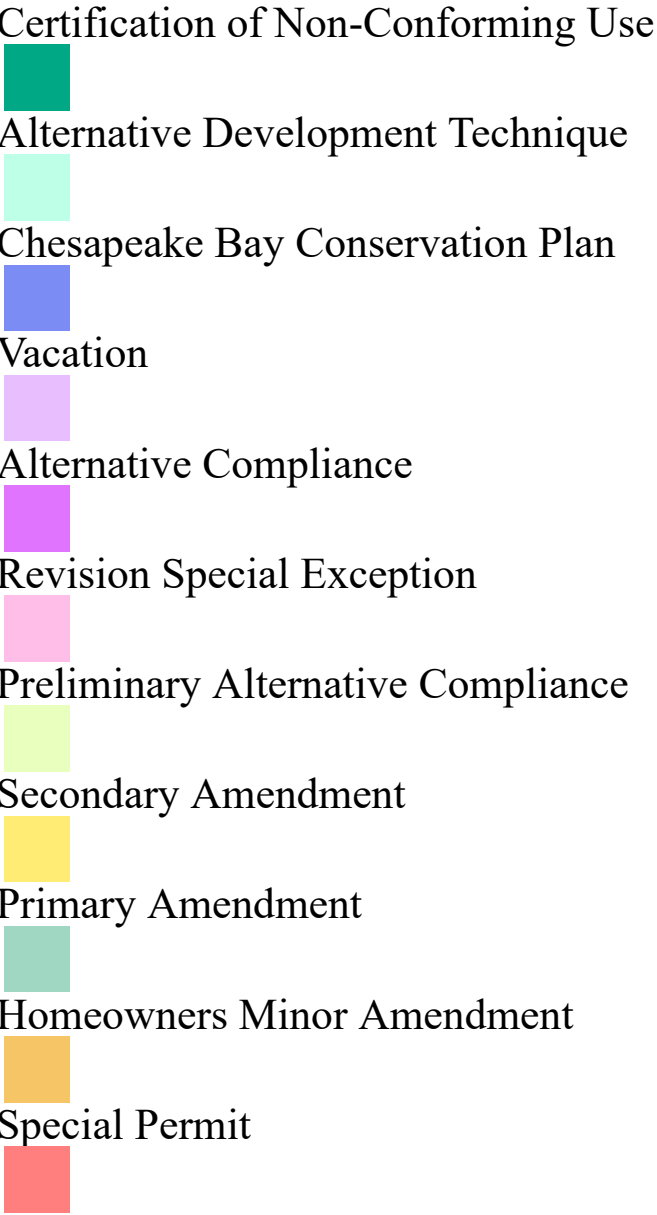 Certification of Non-Conforming Use
Alternative Development Technique
Chesapeake Bay Conservation Plan
Vacation
Alternative Compliance
Revision Special Exception
Preliminary Alternative Compliance
Secondary Amendment
Primary Amendment
Homeowners Minor Amendment
Special Permit